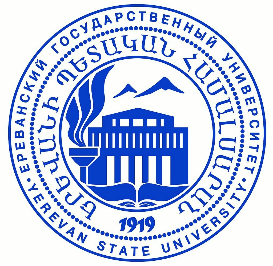 ЕРЕВАНСКИЙ ГОСУДАРСТВЕННЫЙ УНИВЕРСИТЕТ
YEREVAN STATE UNIVERSITY
ԵՐԵՎԱՆԻ ՊԵՏԱԿԱՆ ՀԱՄԱԼՍԱՐԱՆ
1919